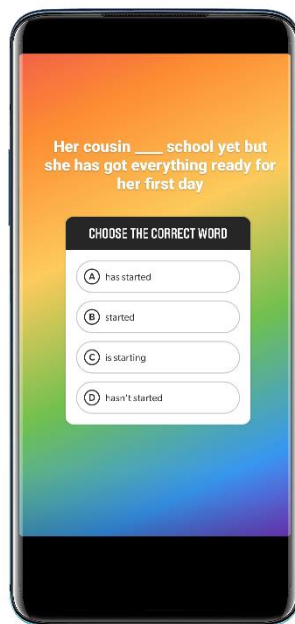 Her cousin ___ school yet but
she has got everything ready for
her first day
CHOOSE THE CORRECT WORD
A has started
B started
C is starting
D hasn't started